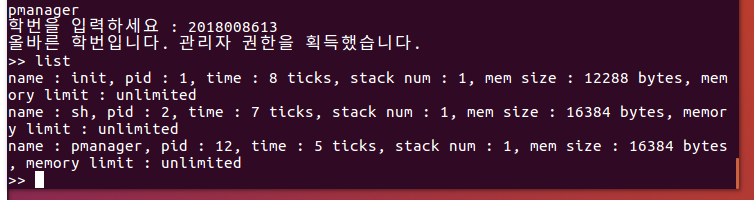 pmanager
학번을 입력하세요 : 2018008613
올바른 학번입니다. 관리자 권한을 획득했습니다.
>> list
name : init, pid : 1, time : 8 ticks, stack num : 1, mem size : 12288 bytes, mem
ory limit : unlimited
name : sh, pid : 2, time : 7 ticks, stack num : 1, mem size : 16384 bytes, memor
y limit : unlimited
name : pmanager, pid : 12, time : 5 ticks, stack num : 1, mem size : 16384 bytes
, memory limit : unlimited
>>